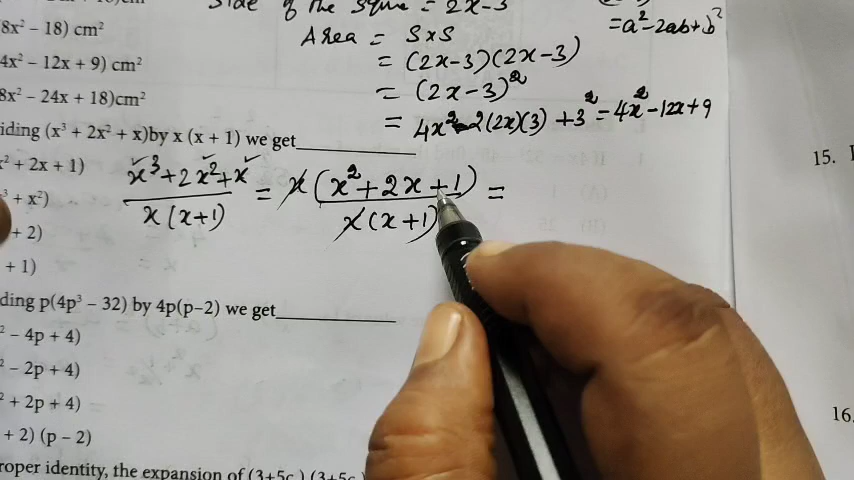 Side of the square = 2x-3
8x² – 18) cm²
Area = S x S
= a²-2ab+b²
4x² – 12x + 9) cm²
= (2x-3)(2x-3)
8x² – 24x + 18)cm²
= (2x-3)²
= 4x² - 2(2x)(3) + 3² = 4x² - 12x + 9
iding (x³ + 2x² + x)by x (x + 1) we get
15.
² + 2x + 1)
x³+2x²+x / x(x+1) = x(x²+2x+1) / x(x+1) =
³ + x²)
+ 2)
+ 1)
ding p(4p³ – 32) by 4p(p–2) we get
² – 4p + 4)
² – 2p + 4)
² + 2p + 4)
16.
+ 2) (p – 2)
roper identity, the expansion of (3+5c